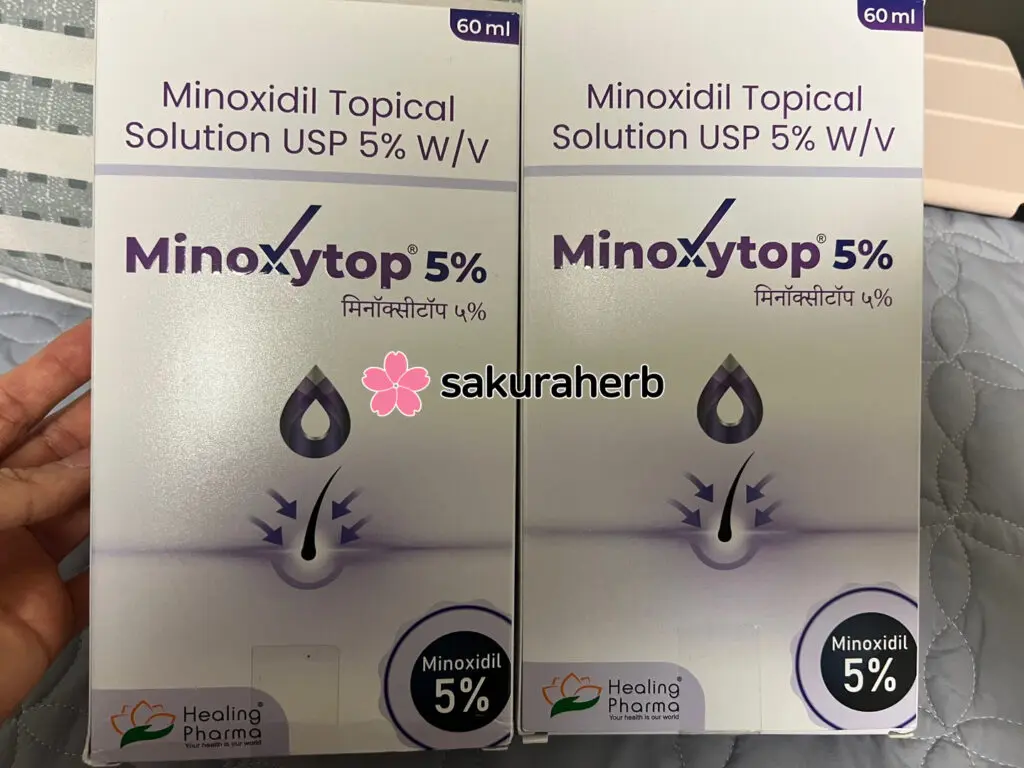 60 ml
Minoxidil Topical
Solution USP 5% W/V
Minoxytop® 5%
मिनॉक्सीटॉप ५%
Minoxidil
5%
Healing®
Pharma
Your health is our world
60 ml
Minoxidil Topical
Solution USP 5% W/V
Minoxytop® 5%
मिनॉक्सीटॉप ५%
Minoxidil
5%
Healing®
Pharma
Your health is our world
sakuraherb